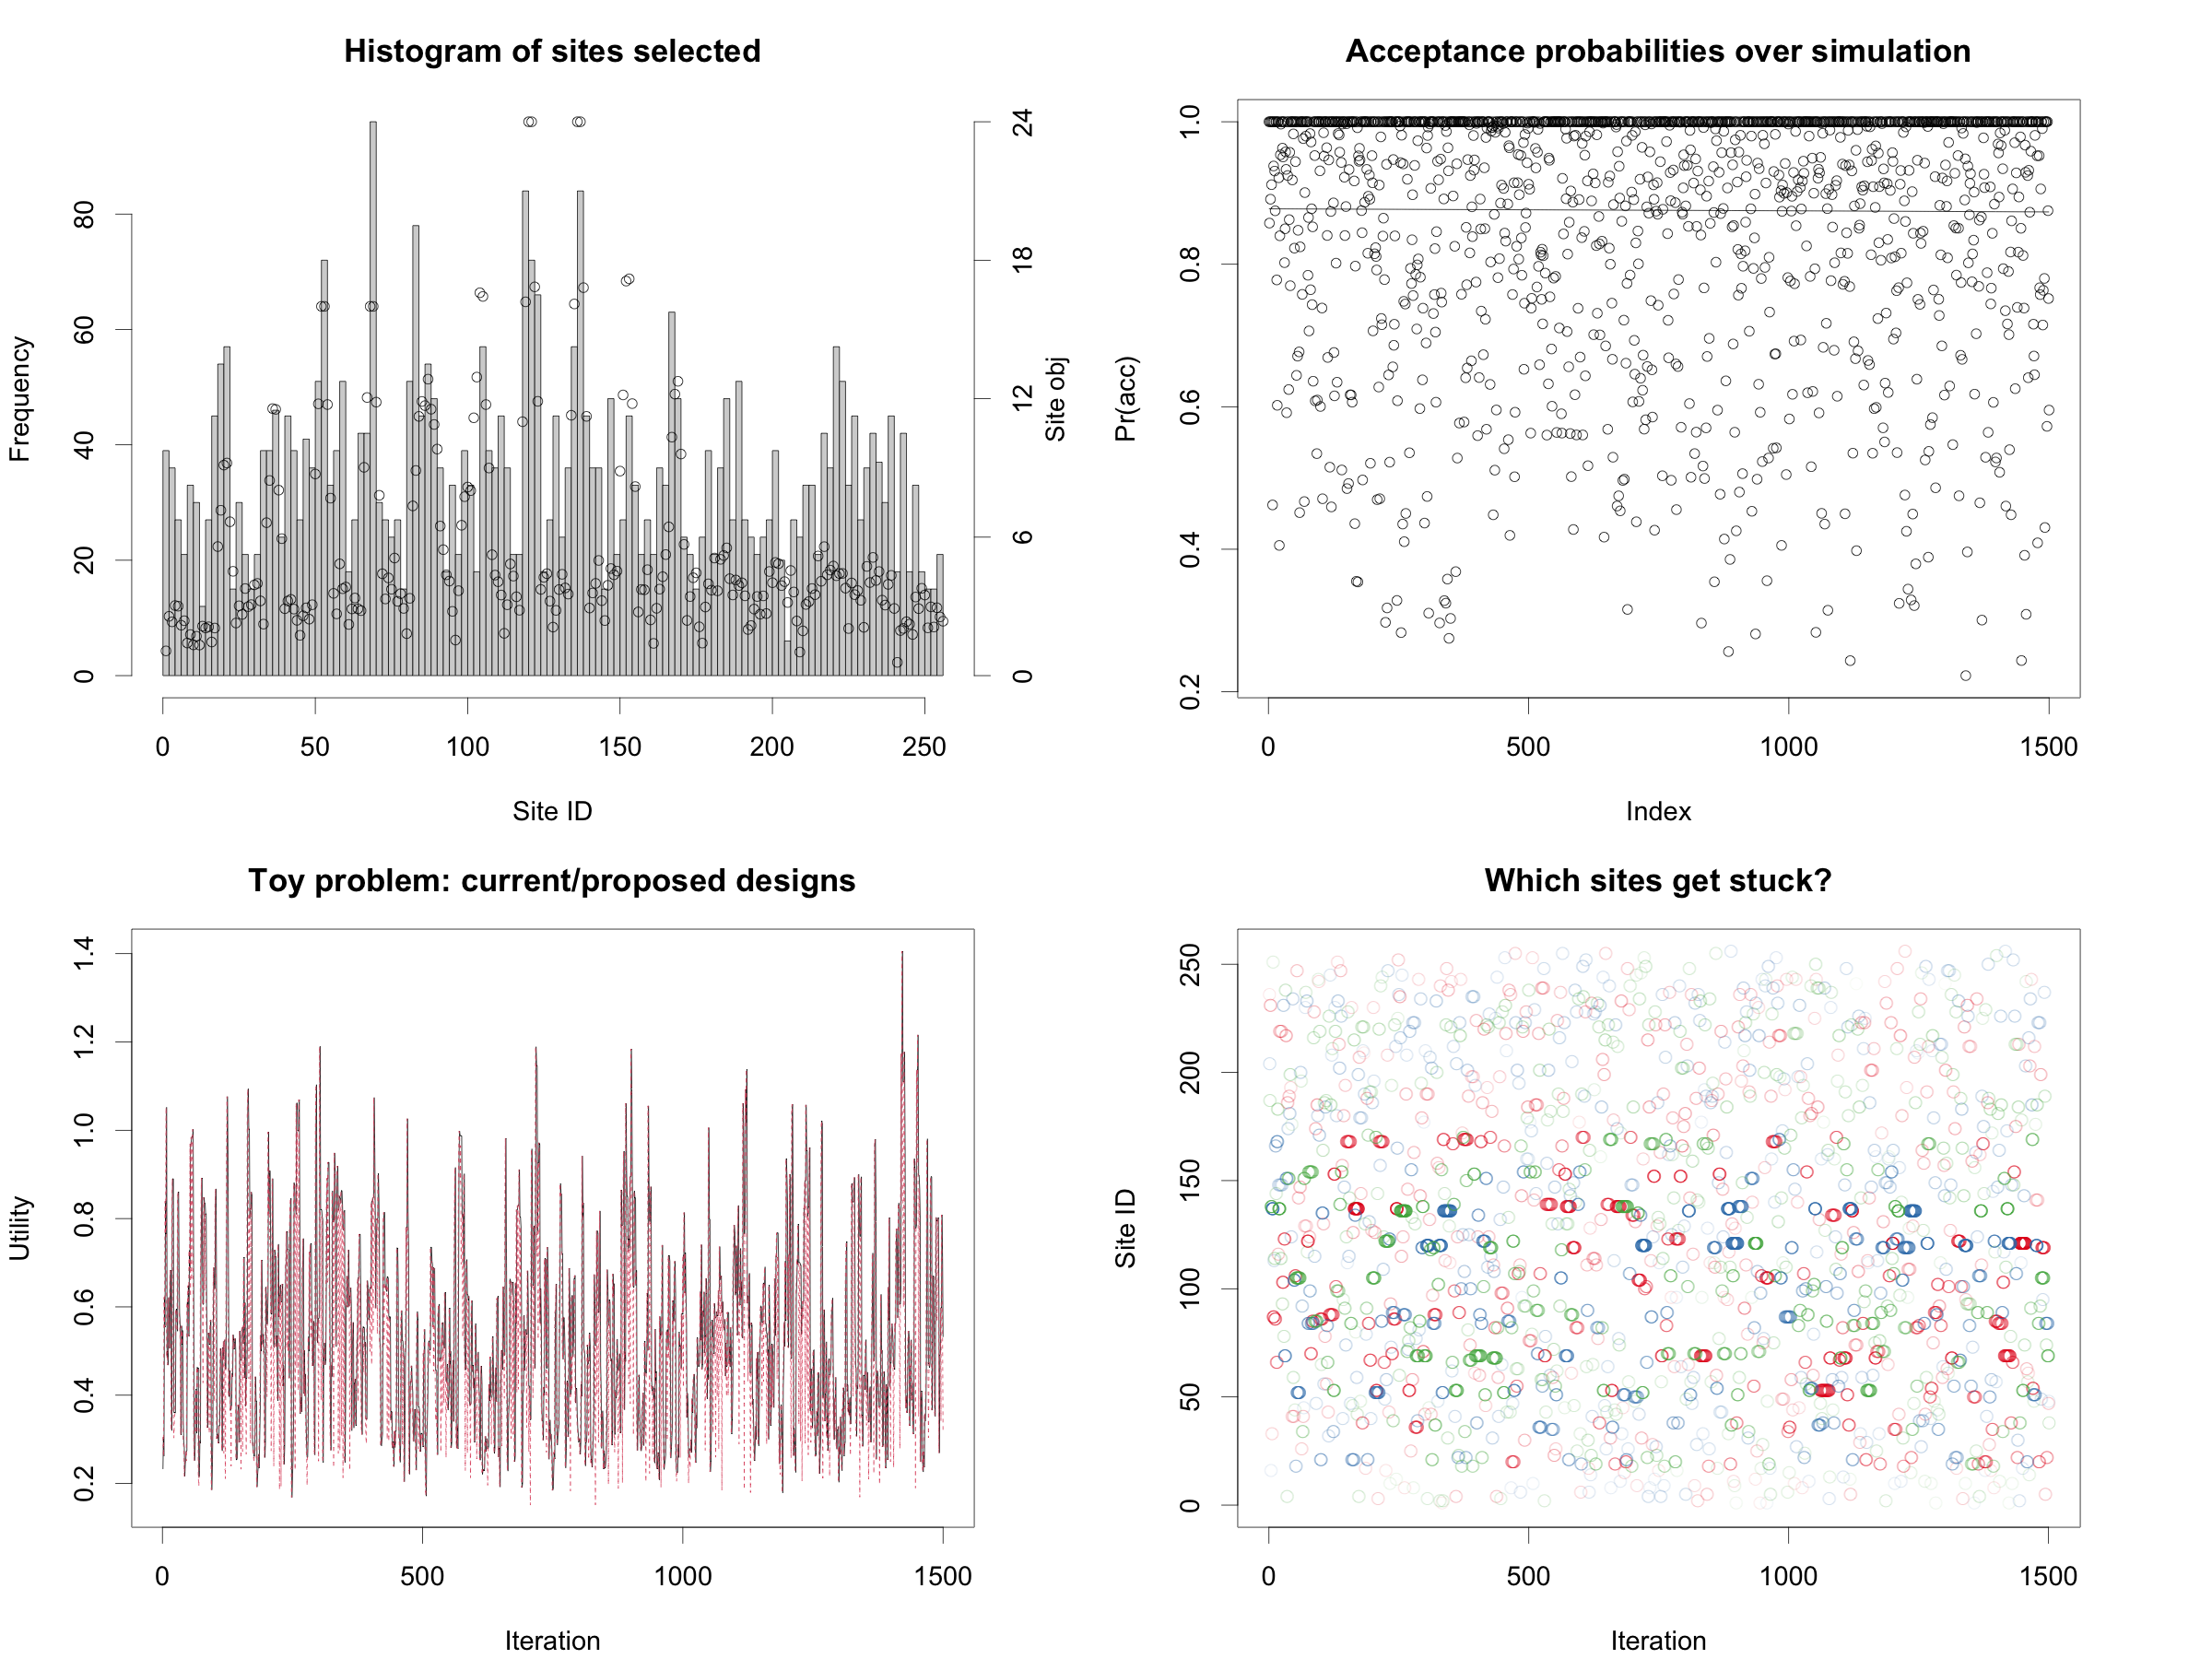 Histogram of sites selected
Frequency
0 20 40 60 80
Site obj
0 6 12 18 24
0 50 100 150 200 250
Site ID
Acceptance probabilities over simulation
Pr(acc)
0.2 0.4 0.6 0.8 1.0
0 500 1000 1500
Index
Toy problem: current/proposed designs
Utility
0.2 0.4 0.6 0.8 1.0 1.2 1.4
0 500 1000 1500
Iteration
Which sites get stuck?
Site ID
0 50 100 150 200 250
0 500 1000 1500
Iteration